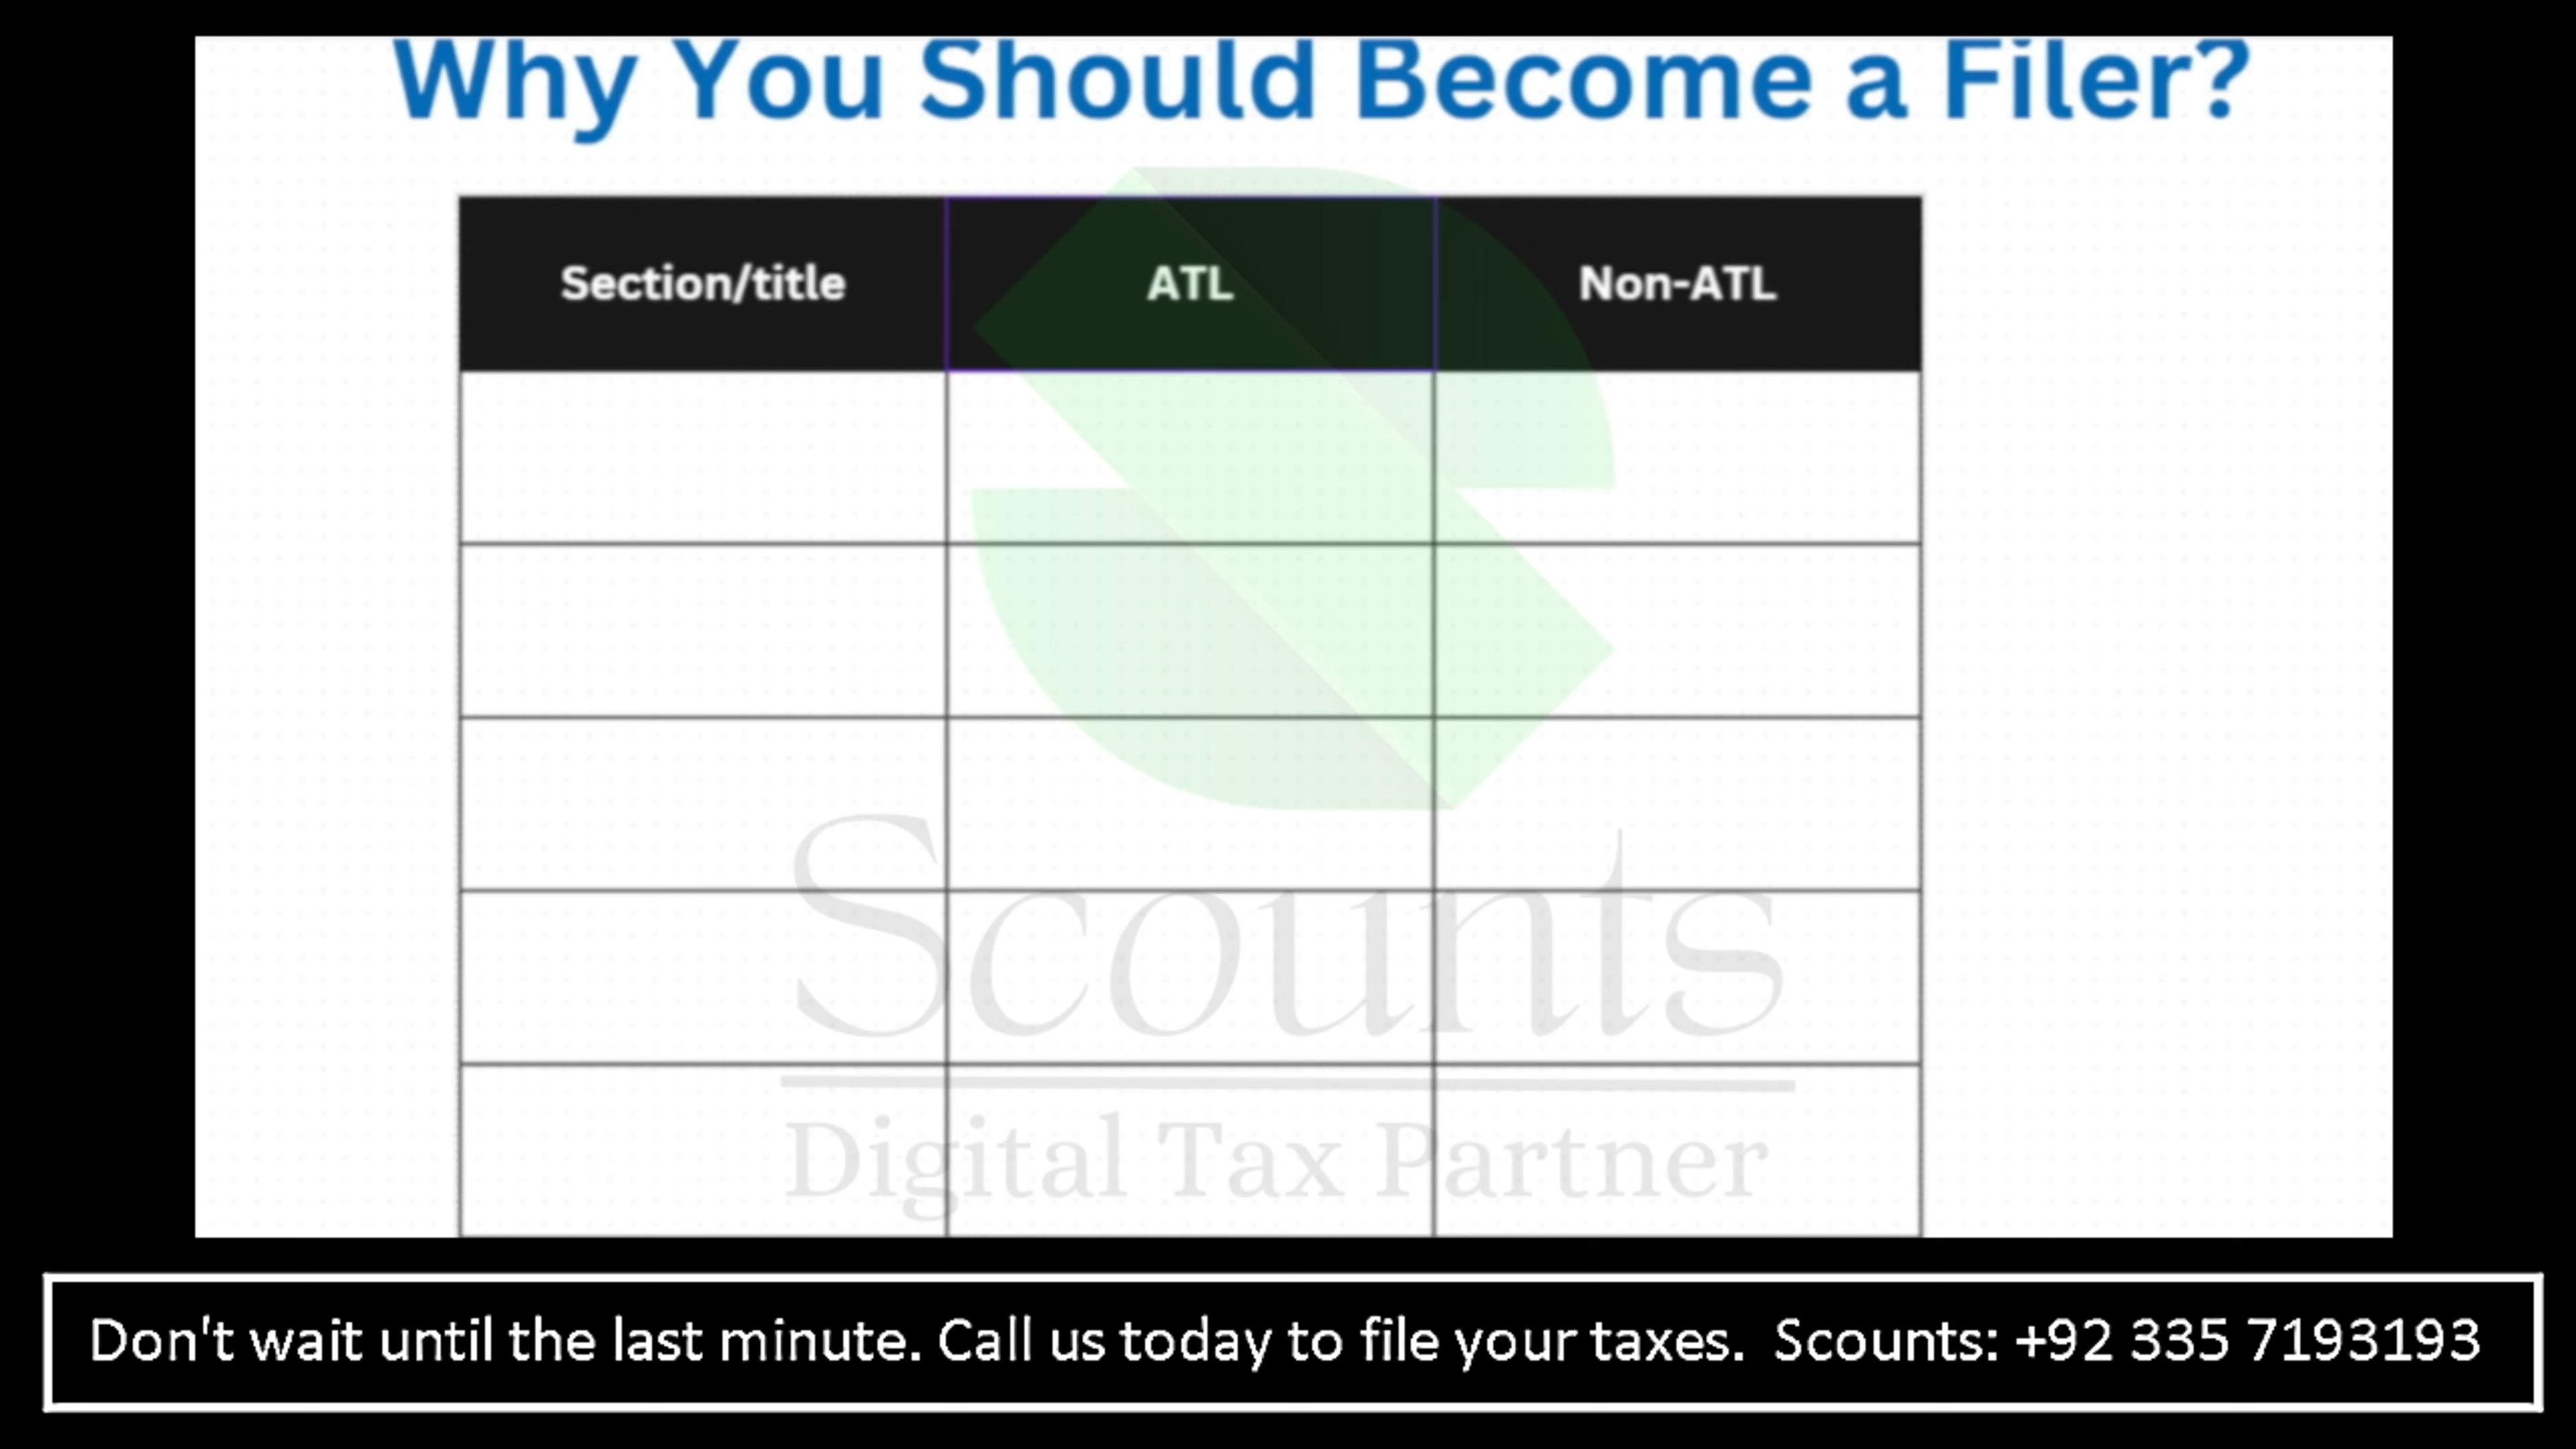 Why You Should Become a Filer?
Section/title ATL Non-ATL
Scounts
Digital Tax Partner
Don't wait until the last minute. Call us today to file your taxes. Scounts: +92 335 7193193